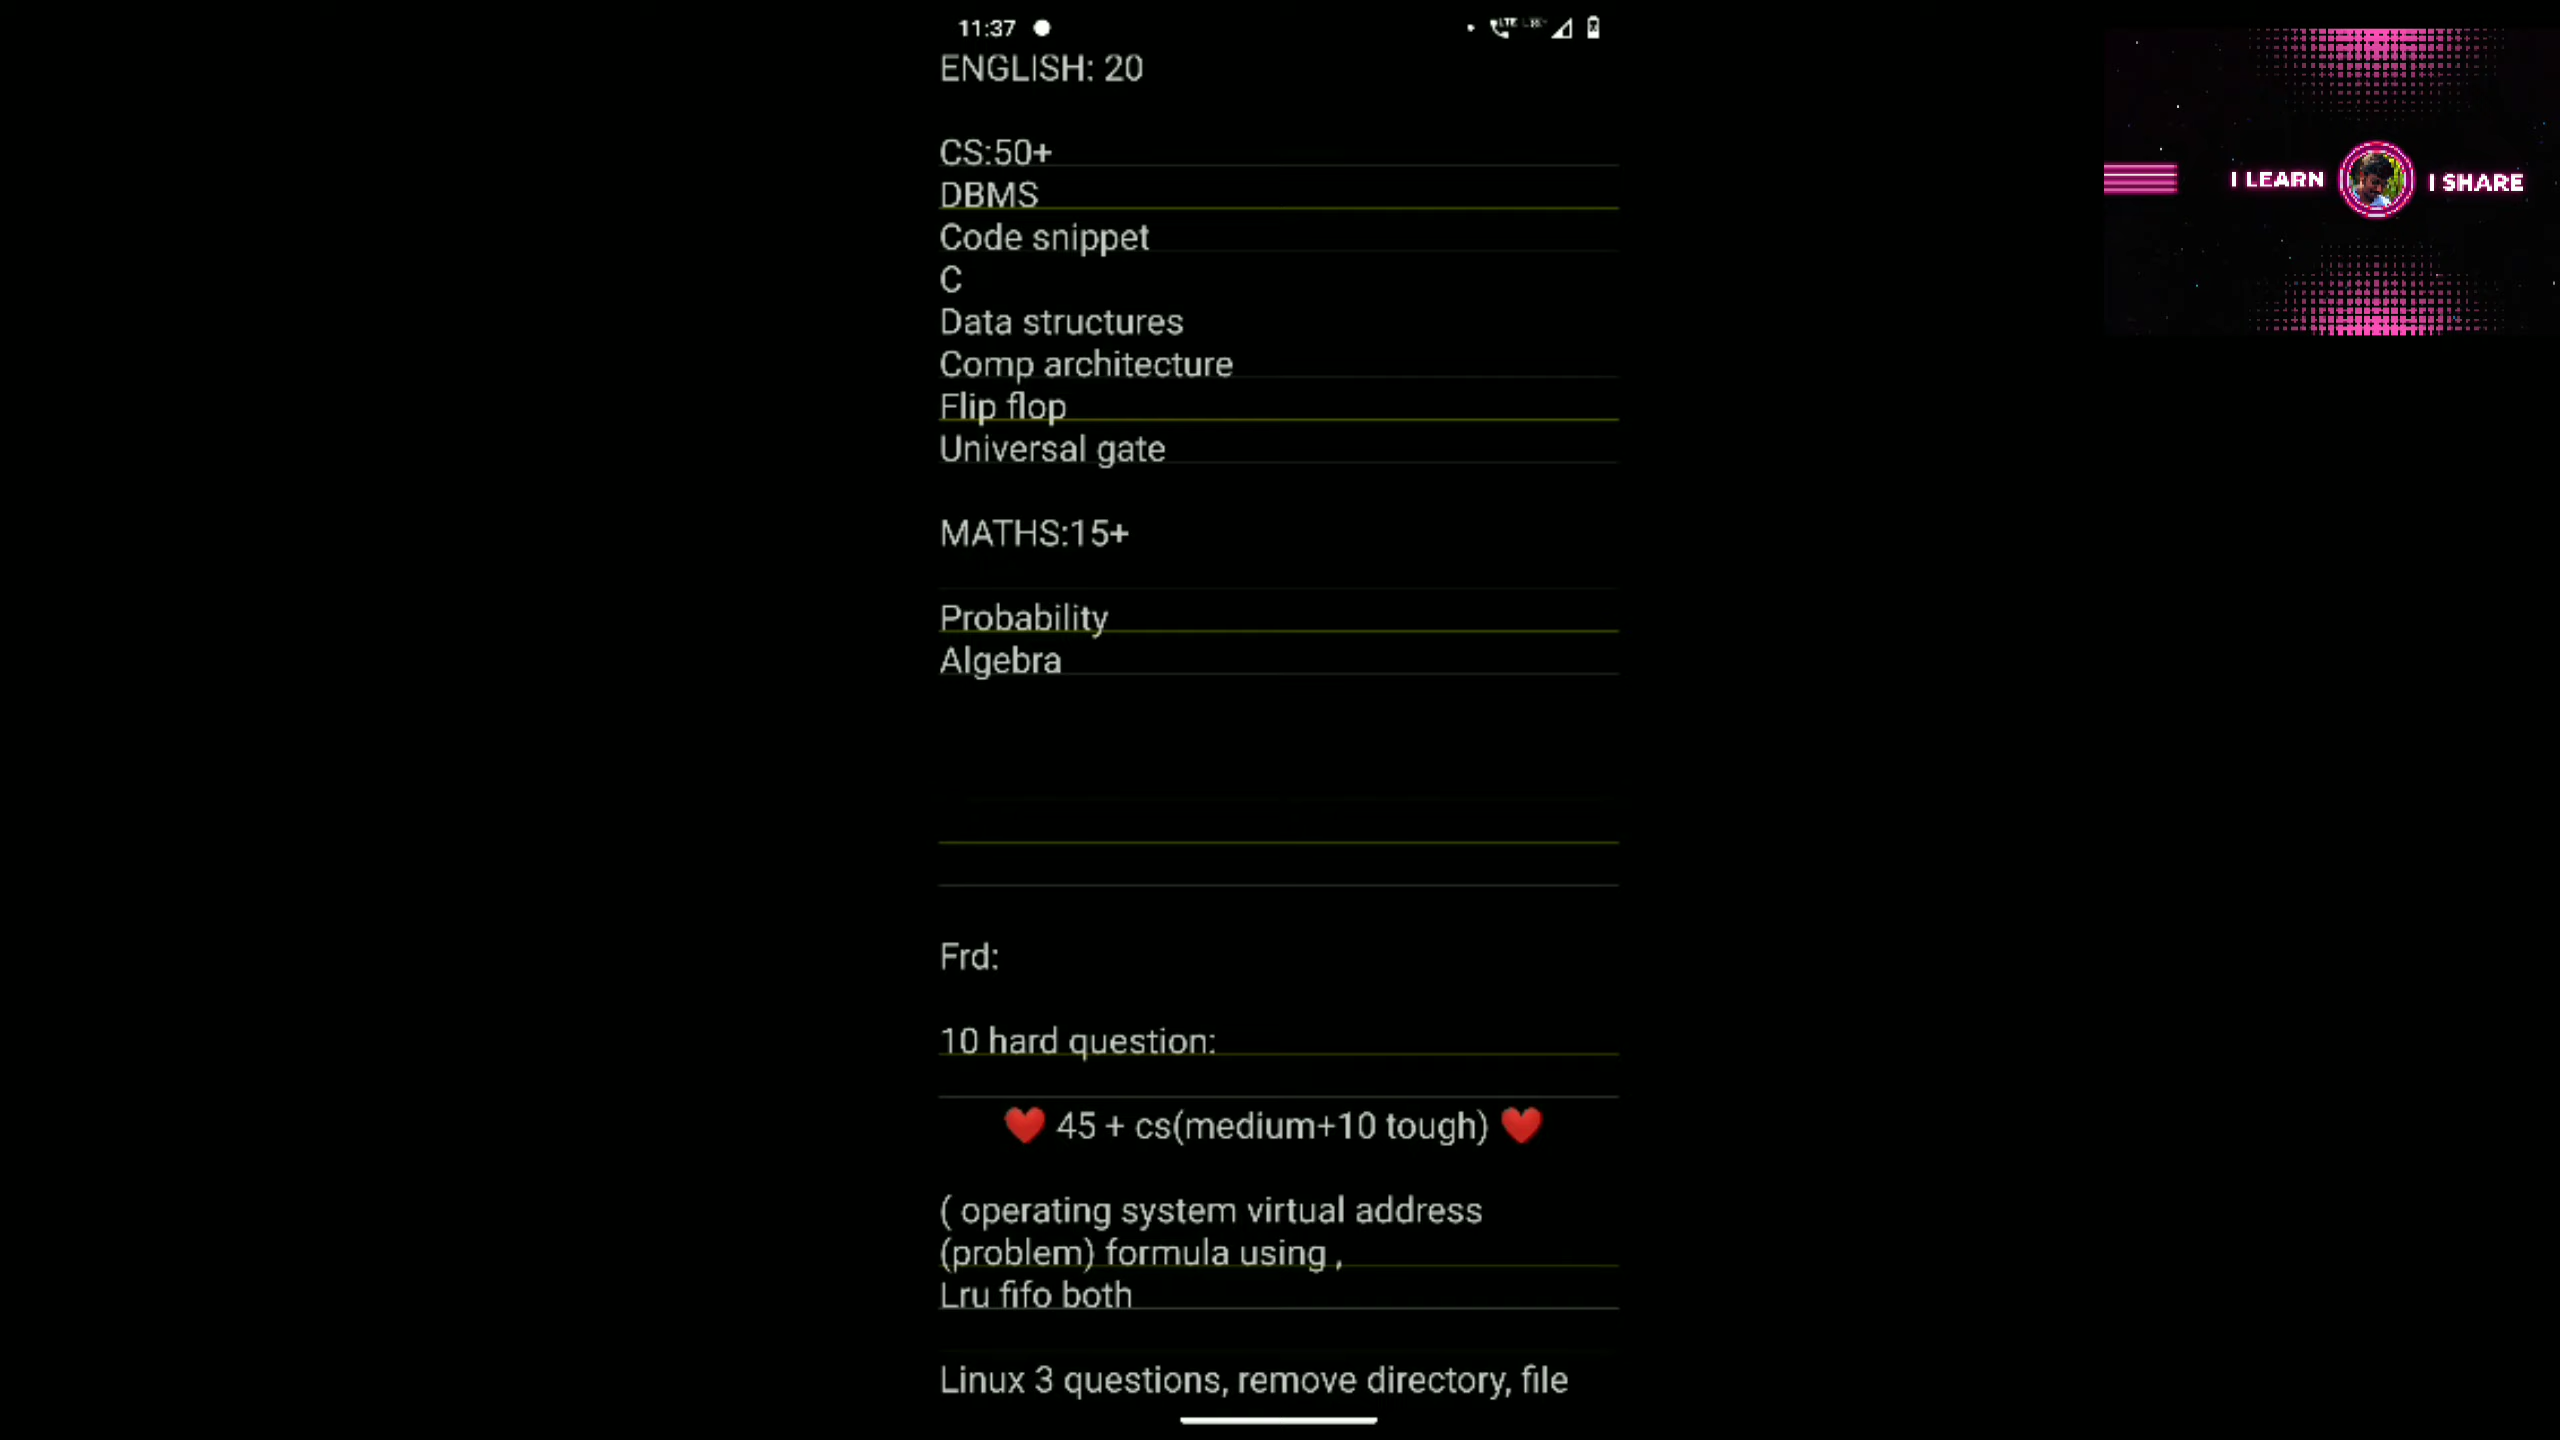 11:37
ENGLISH: 20
CS:50+
DBMS
Code snippet
C
Data structures
Comp architecture
Flip flop
Universal gate
MATHS:15+
Probability
Algebra
Frd:
10 hard question:
❤️ 45 + cs(medium+10 tough) ❤️
( operating system virtual address
(problem) formula using ,
Lru fifo both
Linux 3 questions, remove directory, file
I LEARN I SHARE